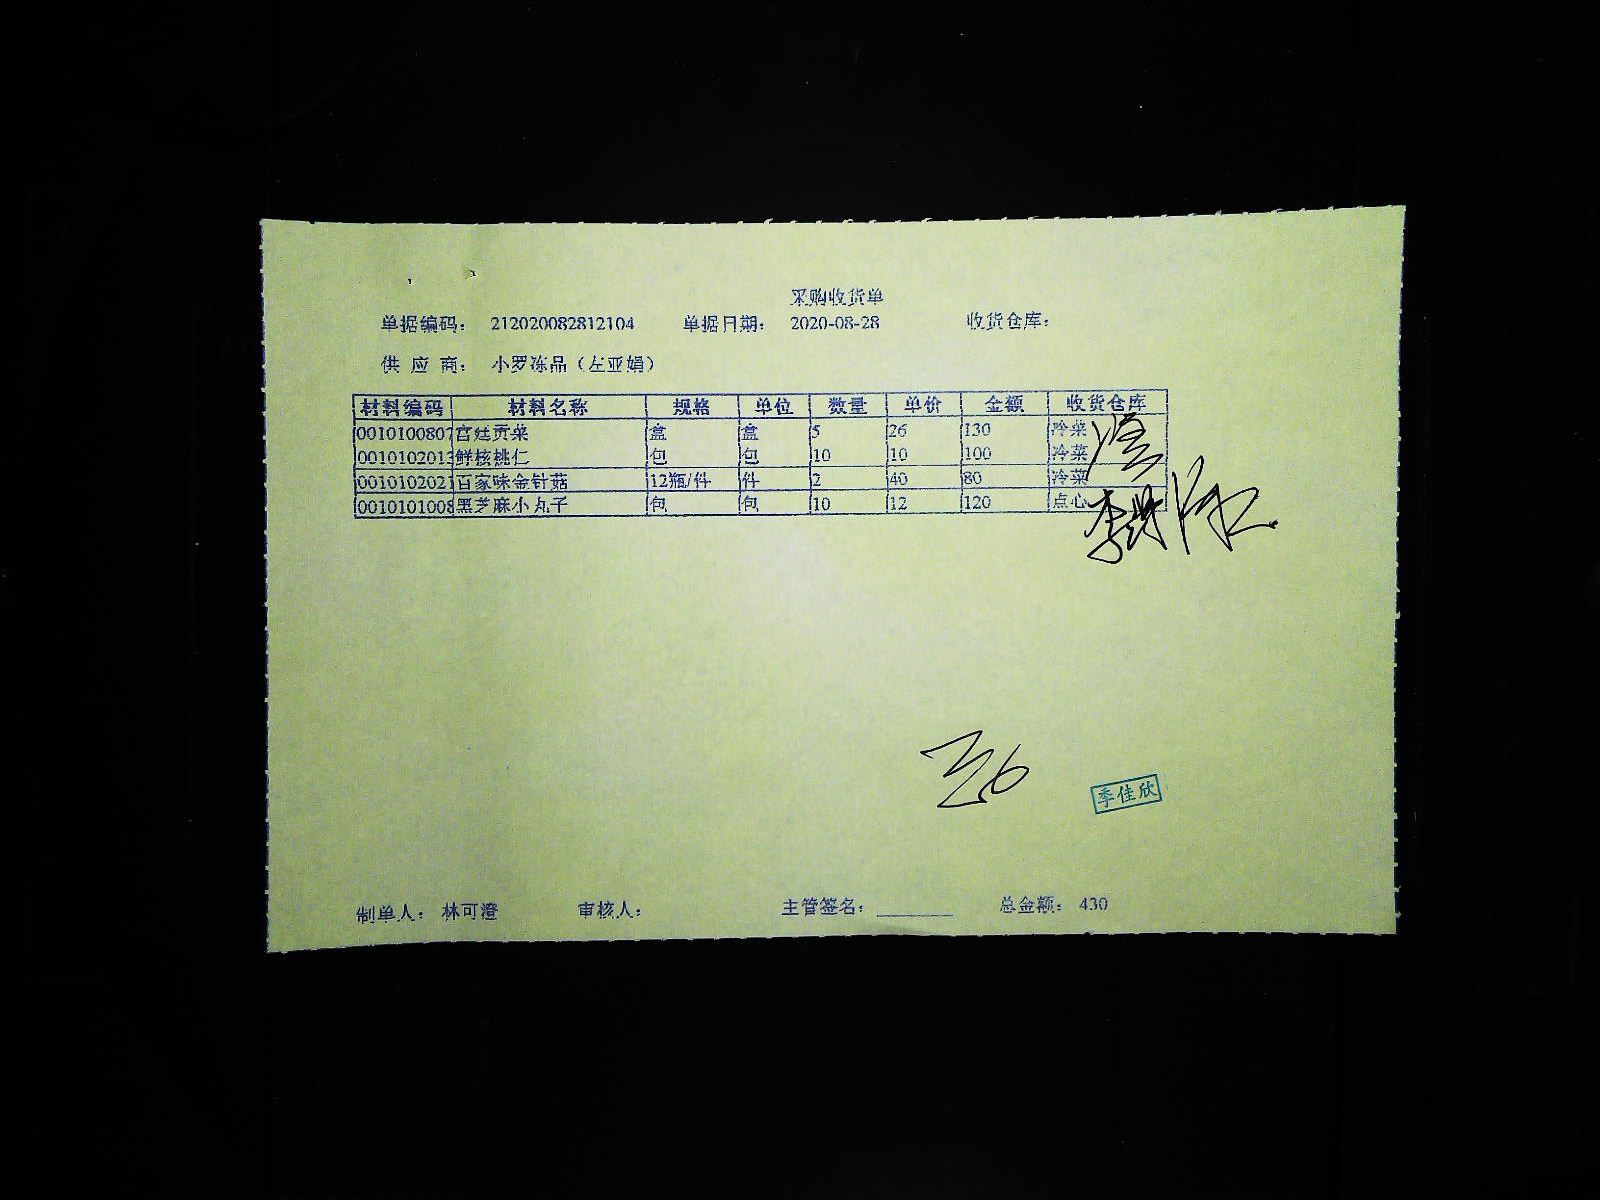 采购收货单
单据编码： 212020082812104 单据日期： 2020-08-28 收货仓库：
供 应 商： 小罗冻品（左亚娟）
材料编码 材料名称 规格 单位 数量 单价 金额 收货仓库
0010100807 宫廷贡菜 盒 盒 5 26 130 冷菜
0010102013 鲜核桃仁 包 包 10 10 100 冷菜
0010102021 百家味金针菇 12瓶/件 件 2 40 80 冷菜
0010101008 黑芝麻小丸子 包 包 10 12 120 点心
季佳欣
制单人： 林可澄 审核人： 主管签名： 总金额： 430